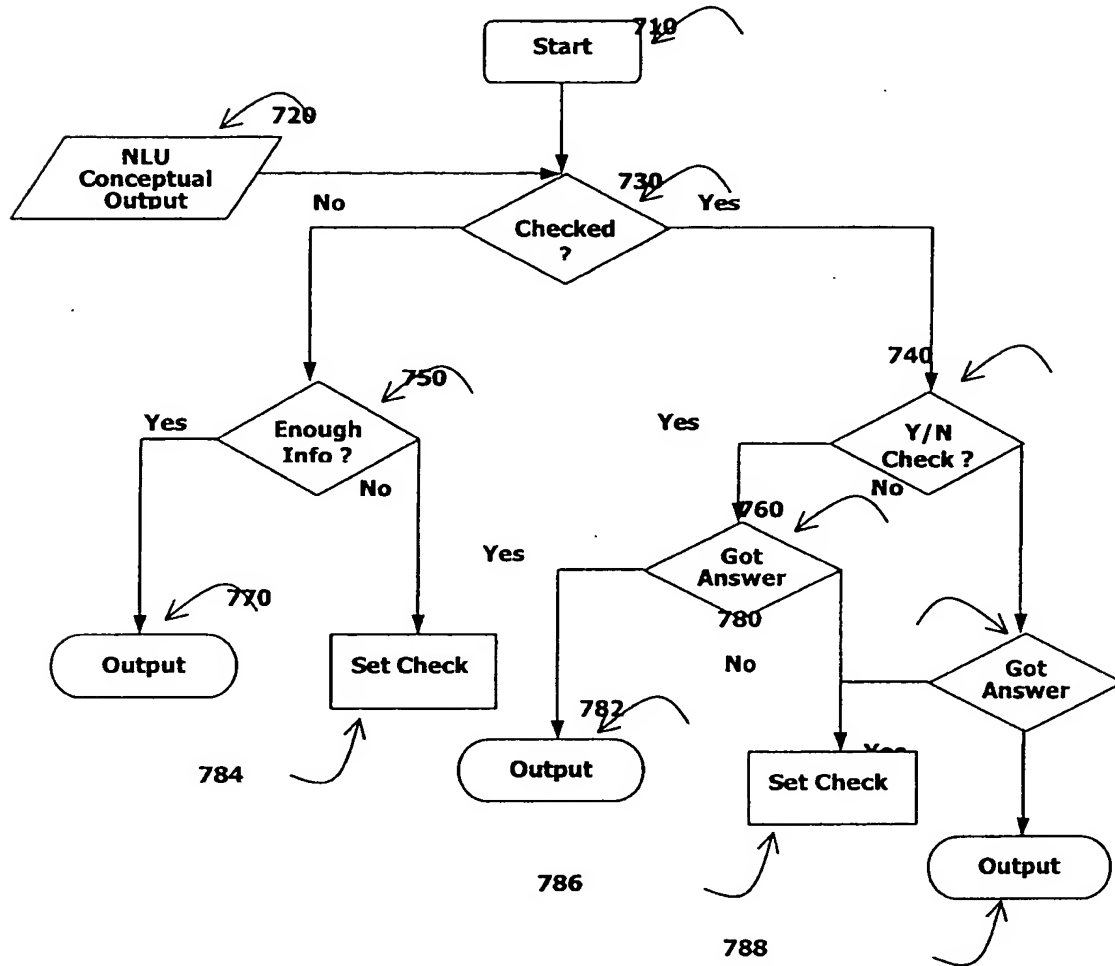 710
Start
720
NLU
Conceptual
Output
730
No
Yes
Checked
?
740
750
Yes
Enough
Info ?
No
Yes
Y/N
Check ?
No
760
Yes
Got
Answer
770
780
Output
Set Check
No
Got
Answer
782
784
Output
Yes
Set Check
786
Output
788